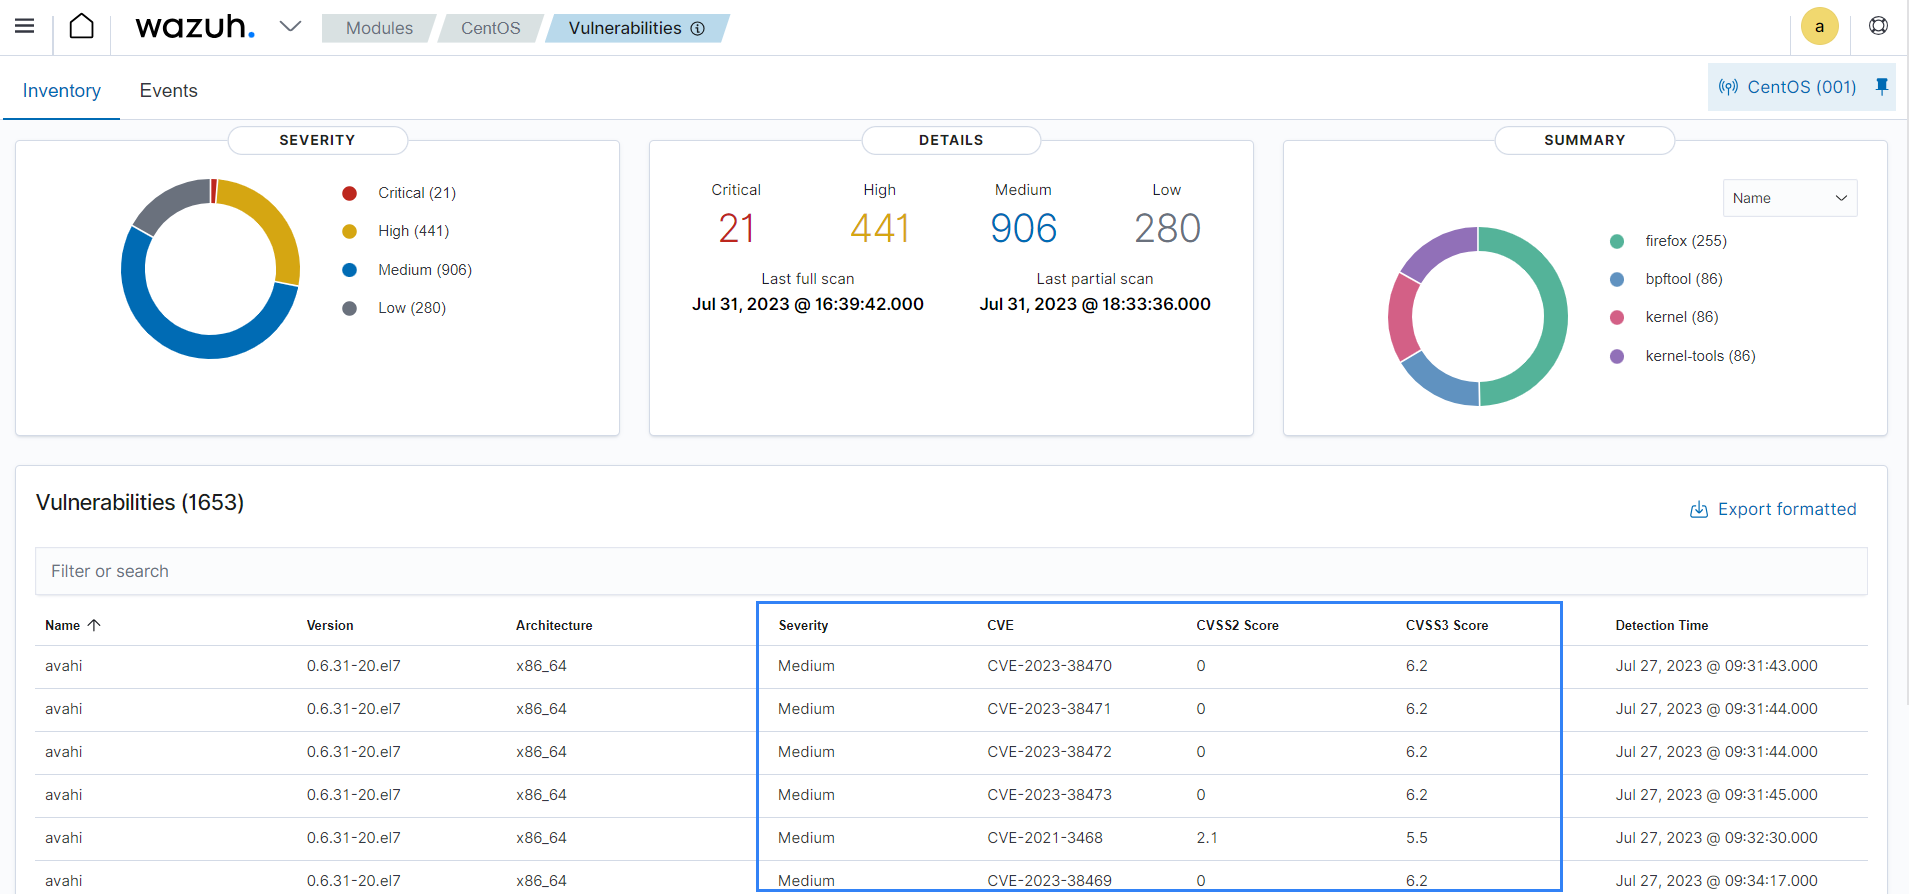 wazuh.
Modules
CentOS
Vulnerabilities
a
Inventory
Events
CentOS (001)
SEVERITY
Critical (21)
High (441)
Medium (906)
Low (280)
DETAILS
Critical High Medium Low
21 441 906 280
Last full scan Last partial scan
Jul 31, 2023 @ 16:39:42.000 Jul 31, 2023 @ 18:33:36.000
SUMMARY
Name
firefox (255)
bpftool (86)
kernel (86)
kernel-tools (86)
Vulnerabilities (1653)
Export formatted
Filter or search
Name Version Architecture Severity CVE CVSS2 Score CVSS3 Score Detection Time
avahi 0.6.31-20.el7 x86_64 Medium CVE-2023-38470 0 6.2 Jul 27, 2023 @ 09:31:43.000
avahi 0.6.31-20.el7 x86_64 Medium CVE-2023-38471 0 6.2 Jul 27, 2023 @ 09:31:44.000
avahi 0.6.31-20.el7 x86_64 Medium CVE-2023-38472 0 6.2 Jul 27, 2023 @ 09:31:44.000
avahi 0.6.31-20.el7 x86_64 Medium CVE-2023-38473 0 6.2 Jul 27, 2023 @ 09:31:45.000
avahi 0.6.31-20.el7 x86_64 Medium CVE-2021-3468 2.1 5.5 Jul 27, 2023 @ 09:32:30.000
avahi 0.6.31-20.el7 x86_64 Medium CVE-2023-38469 0 6.2 Jul 27, 2023 @ 09:34:17.000